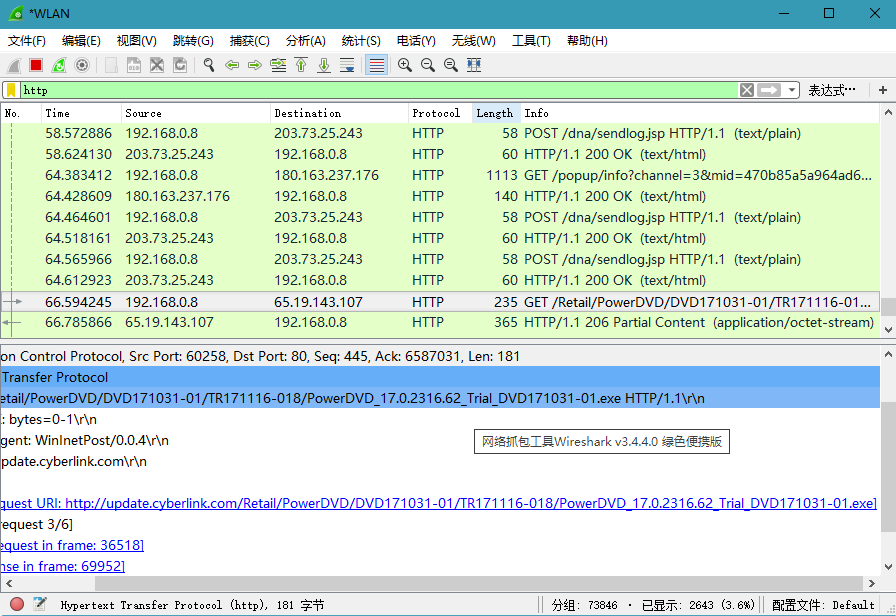 *WLAN
文件(F) 编辑(E) 视图(V) 跳转(G) 捕获(C) 分析(A) 统计(S) 电话(Y) 无线(W) 工具(T) 帮助(H)
http 表达式… +
No. Time Source Destination Protocol Length Info
58.572886 192.168.0.8 203.73.25.243 HTTP 58 POST /dna/sendlog.jsp HTTP/1.1 (text/plain)
58.624130 203.73.25.243 192.168.0.8 HTTP 60 HTTP/1.1 200 OK (text/html)
64.383412 192.168.0.8 180.163.237.176 HTTP 1113 GET /popup/info?channel=3&mid=470b85a5a964ad6…
64.428609 180.163.237.176 192.168.0.8 HTTP 140 HTTP/1.1 200 OK (text/html)
64.464601 192.168.0.8 203.73.25.243 HTTP 58 POST /dna/sendlog.jsp HTTP/1.1 (text/plain)
64.518161 203.73.25.243 192.168.0.8 HTTP 60 HTTP/1.1 200 OK (text/html)
64.565966 192.168.0.8 203.73.25.243 HTTP 58 POST /dna/sendlog.jsp HTTP/1.1 (text/plain)
64.612923 203.73.25.243 192.168.0.8 HTTP 60 HTTP/1.1 200 OK (text/html)
66.594245 192.168.0.8 65.19.143.107 HTTP 235 GET /Retail/PowerDVD/DVD171031-01/TR171116-01…
66.785866 65.19.143.107 192.168.0.8 HTTP 365 HTTP/1.1 206 Partial Content (application/octet-stream)
on Control Protocol, Src Port: 60258, Dst Port: 80, Seq: 445, Ack: 6587031, Len: 181
Transfer Protocol
etail/PowerDVD/DVD171031-01/TR171116-018/PowerDVD_17.0.2316.62_Trial_DVD171031-01.exe HTTP/1.1\r\n
: bytes=0-1\r\n
gent: WinInetPost/0.0.4\r\n
网络抓包工具Wireshark v3.4.4.0 绿色便携版
pdate.cyberlink.com\r\n
quest URI: http://update.cyberlink.com/Retail/PowerDVD/DVD171031-01/TR171116-018/PowerDVD_17.0.2316.62_Trial_DVD171031-01.exe]
equest 3/6]
equest in frame: 36518]
nse in frame: 69952]
Hypertext Transfer Protocol (http), 181 字节 分组: 73846 · 已显示: 2643 (3.6%) 配置文件: Default